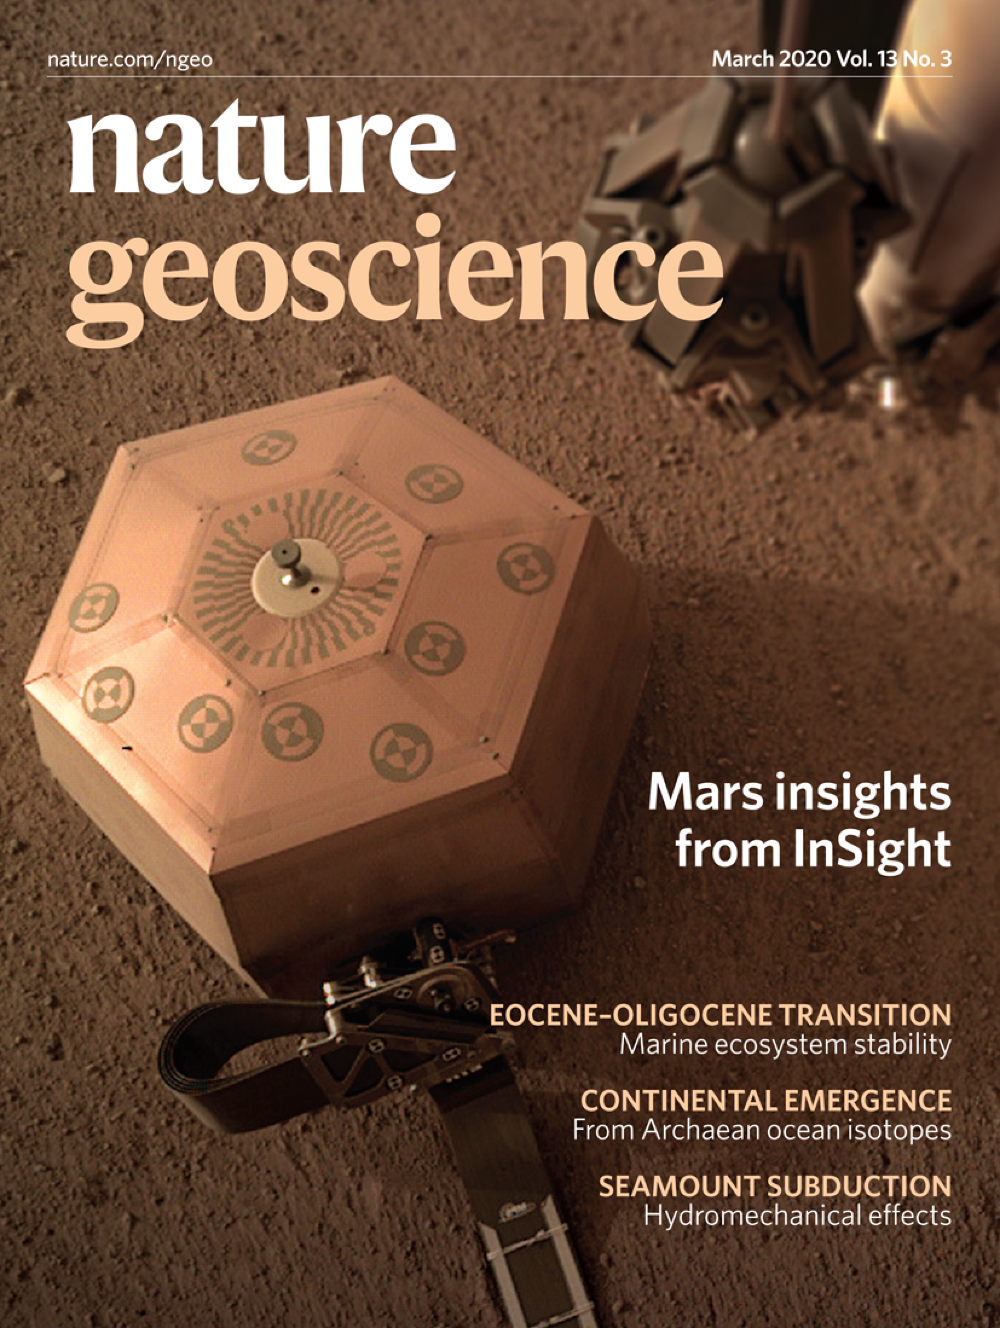 nature.com/ngeo
March 2020 Vol. 13 No. 3
nature
geoscience
Mars insights
from InSight
EOCENE–OLIGOCENE TRANSITION
Marine ecosystem stability
CONTINENTAL EMERGENCE
From Archaean ocean isotopes
SEAMOUNT SUBDUCTION
Hydromechanical effects